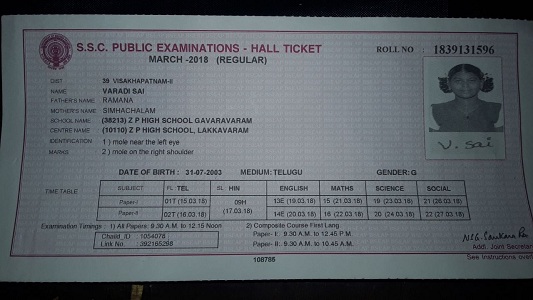 S.S.C. PUBLIC EXAMINATIONS - HALL TICKET
MARCH -2018 (REGULAR)
ROLL NO : 1839131596
DIST 39 VISAKHAPATNAM-II
NAME VARADI SAI
FATHER'S NAME RAMANA
MOTHER'S NAME SIMHACHALAM
SCHOOL NAME (38213) Z P HIGH SCHOOL GAVARAVARAM
CENTRE NAME (10110) Z P HIGH SCHOOL, LAKKAVARAM
IDENTIFICATION 1 ) mole near the left eye
MARKS 2 ) mole on the right shoulder
V. Sai
DATE OF BIRTH : 31-07-2003 MEDIUM: TELUGU GENDER: G
TIME TABLE
SUBJECT FL TEL SL HIN ENGLISH MATHS SCIENCE SOCIAL
Paper-I 01T (15.03.18) 09H (17.03.18) 13E (19.03.18) 15 (21.03.18) 19 (23.03.18) 21 (26.03.18)
Paper-II 02T (16.03.18) 14E (20.03.18) 16 (22.03.18) 20 (24.03.18) 22 (27.03.18)
Examination Timings : 1) All Papers: 9.30 A.M. to 12.15 Noon 2) Composite Course First Lang.
Paper- I: 9.30 A.M. to 12.45 P.M.
Paper- II: 9.30 A.M. to 10.45 A.M.
Challd_ID : 1054078
Link No : 392165298
Addl. Joint Secretar
See Instructions over
108785